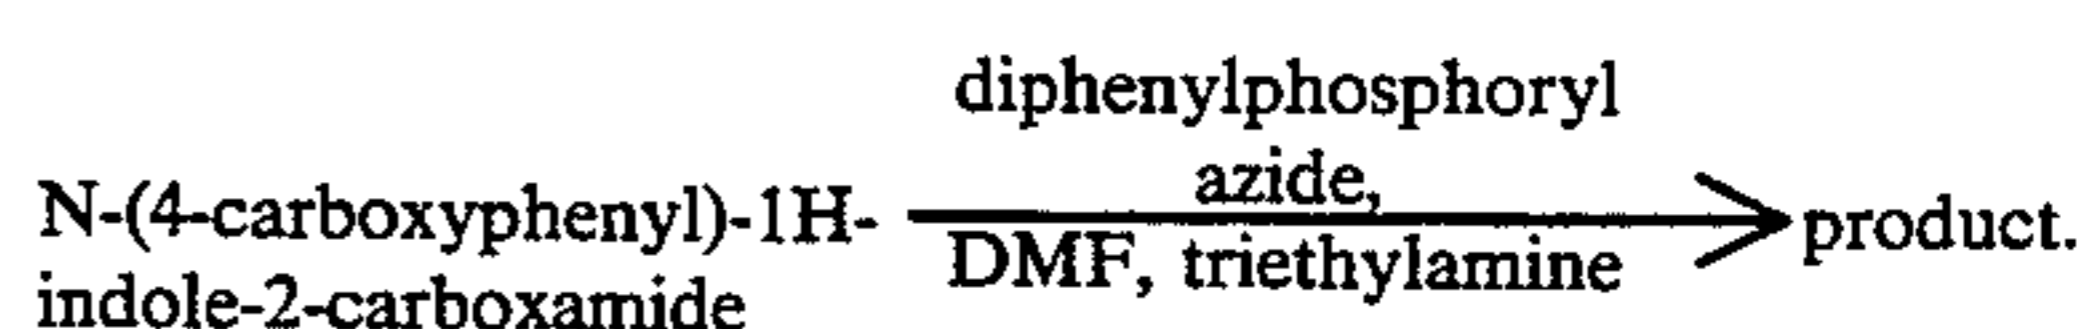 diphenylphosphoryl
azide,
N-(4-carboxyphenyl)-1H-
product.
DMF, triethylamine
indole-2-carboxamide